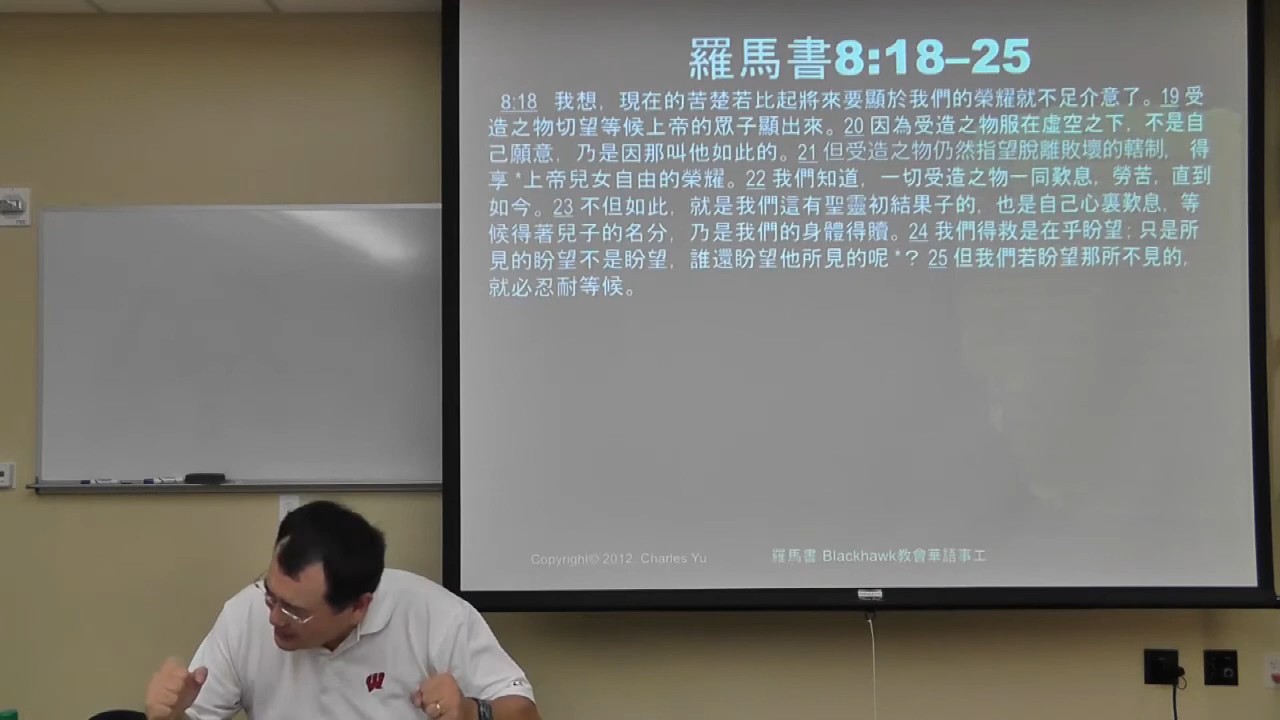 羅馬書8:18–25
8:18 我想，現在的苦楚若比起將來要顯於我們的榮耀就不足介意了。19 受
造之物切望等候上帝的眾子顯出來。20 因為受造之物服在虛空之下，不是自
己願意，乃是因那叫他如此的。21 但受造之物仍然指望脫離敗壞的轄制，得
享 *上帝兒女自由的榮耀。22 我們知道，一切受造之物一同歎息，勞苦，直到
如今。23 不但如此，就是我們這有聖靈初結果子的，也是自己心裏歎息，等
候得著兒子的名分，乃是我們的身體得贖。24 我們得救是在乎盼望；只是所
見的盼望不是盼望，誰還盼望他所見的呢 *？25 但我們若盼望那所不見的，
就必忍耐等候。
Copyright© 2012 Charles Yu
羅馬書 Blackhawk教會華語事工
W